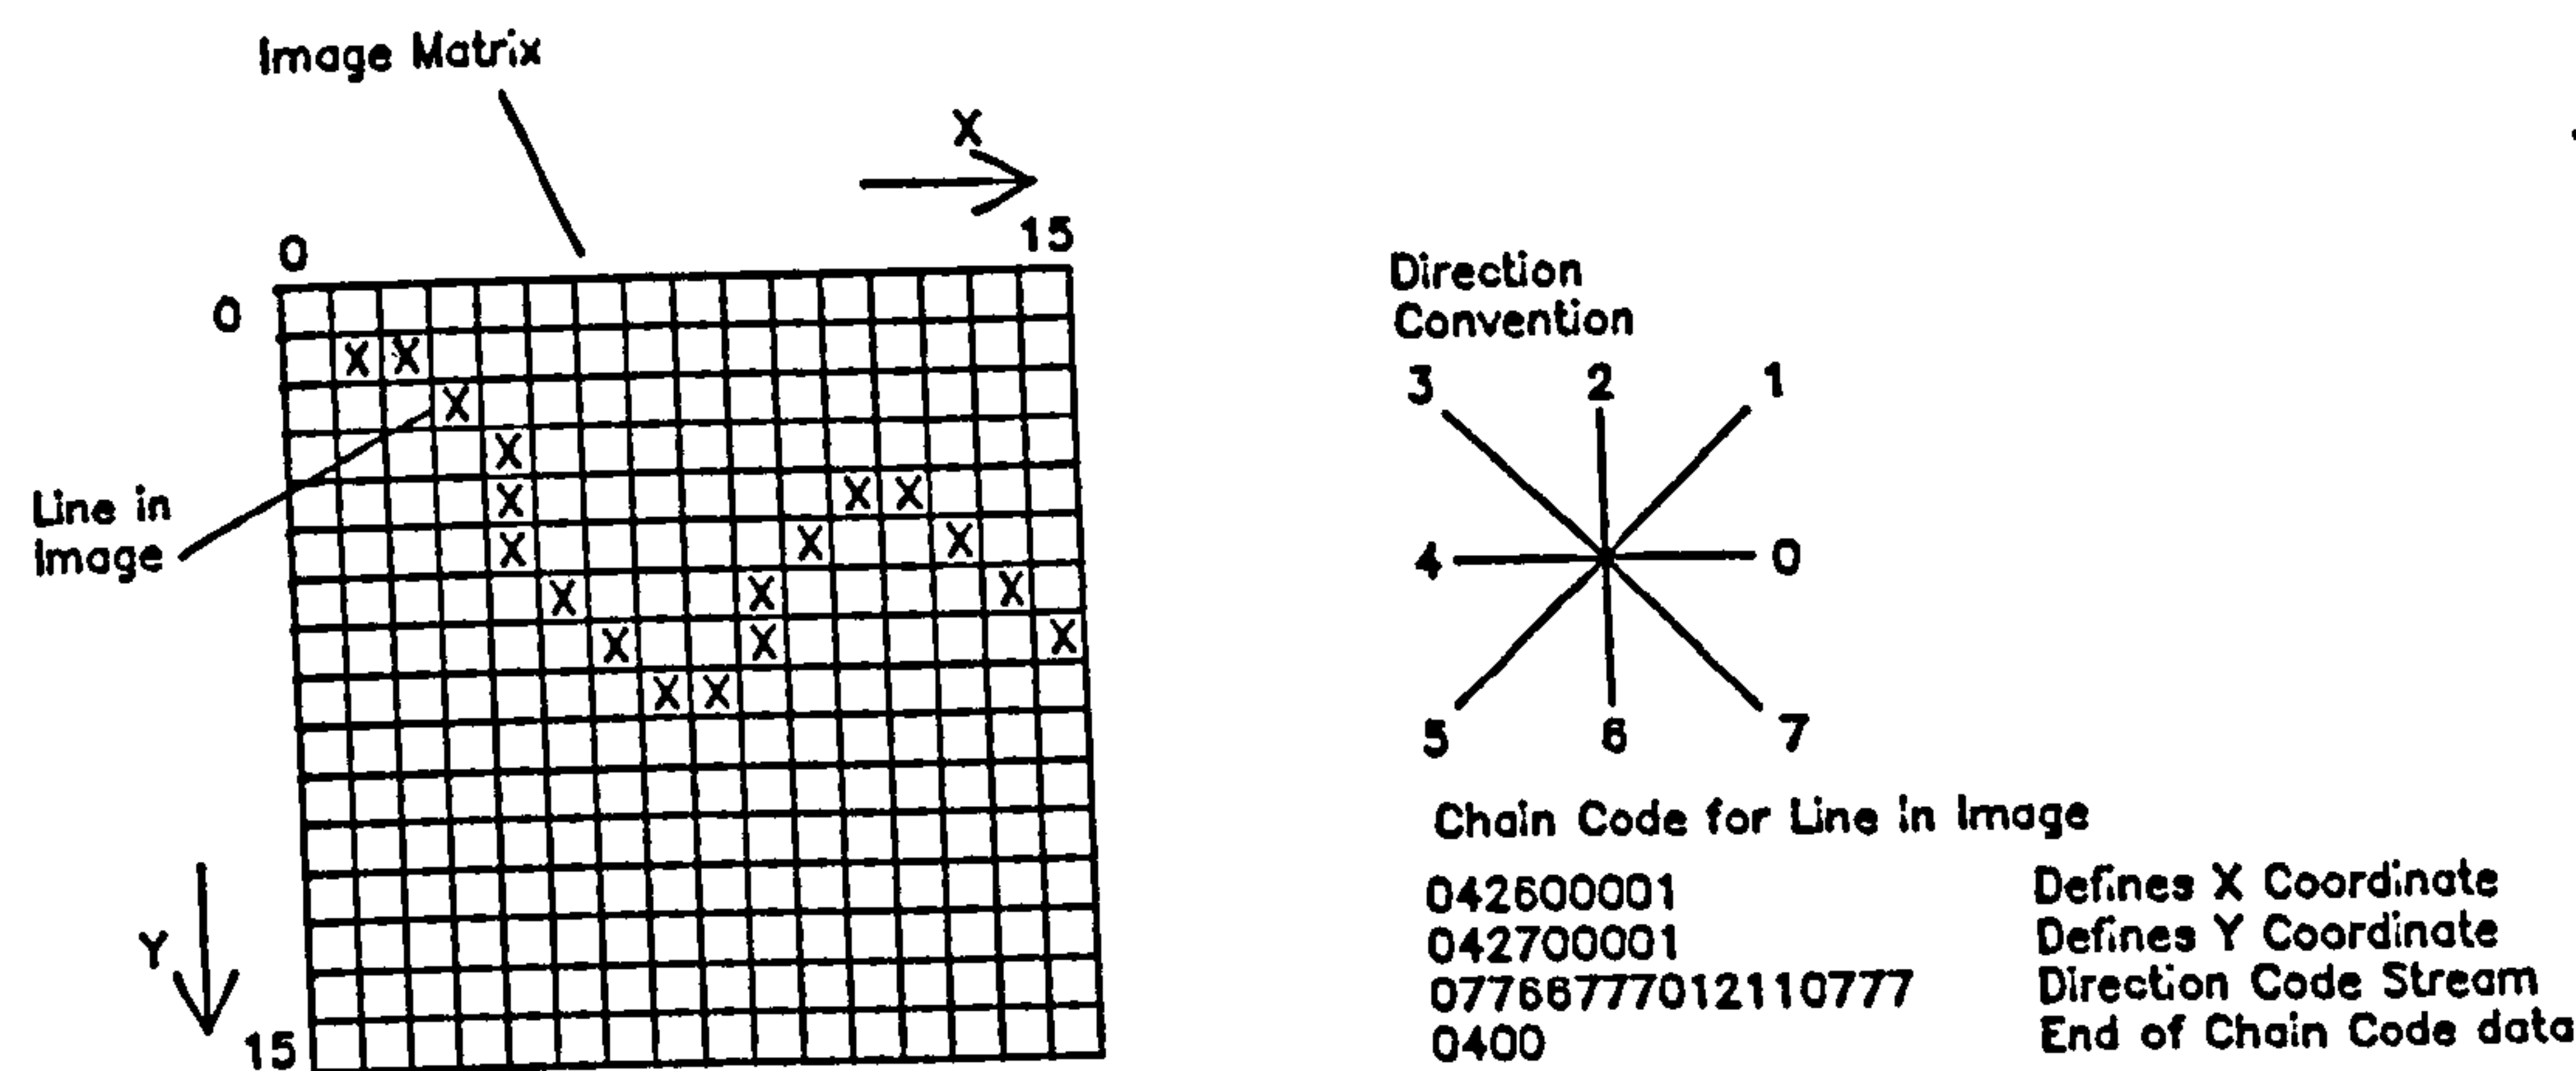 Image Matrix
X
0
15
0
X X
X
X
X
X
X X
X X
X X
X X
X X X
X X
Line in
Image
Y
15
Direction
Convention
3 2 1
4 0
5 6 7
Chain Code for Line in Image
042600001 Defines X Coordinate
042700001 Defines Y Coordinate
07766777012110777 Direction Code Stream
0400 End of Chain Code data